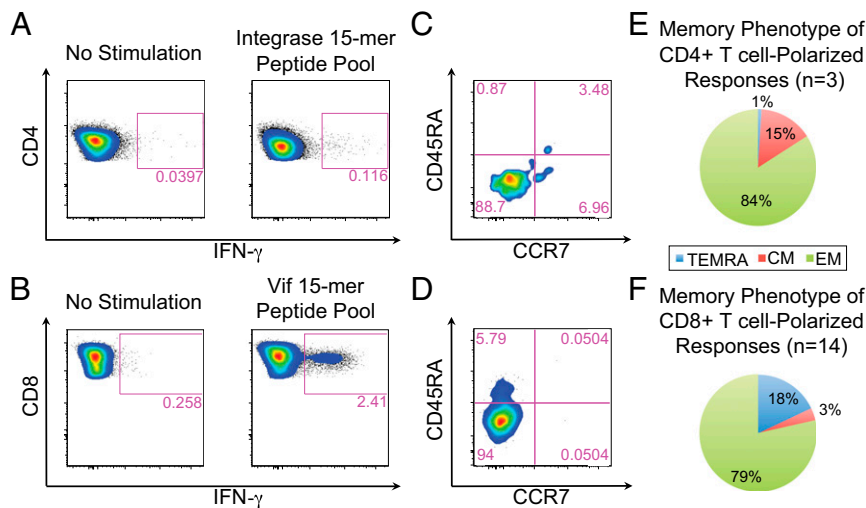 A
No Stimulation
Integrase 15-mer
Peptide Pool
CD4
0.0397
0.116
IFN-γ
B
No Stimulation
Vif 15-mer
Peptide Pool
CD8
0.258
2.41
IFN-γ
C
CD45RA
0.87
3.48
88.7
6.96
CCR7
D
CD45RA
5.79
0.0504
94
0.0504
CCR7
E
Memory Phenotype of
CD4+ T cell-Polarized
Responses (n=3)
1%
15%
84%
TEMRA CM EM
F
Memory Phenotype of
CD8+ T cell-Polarized
Responses (n=14)
18%
3%
79%